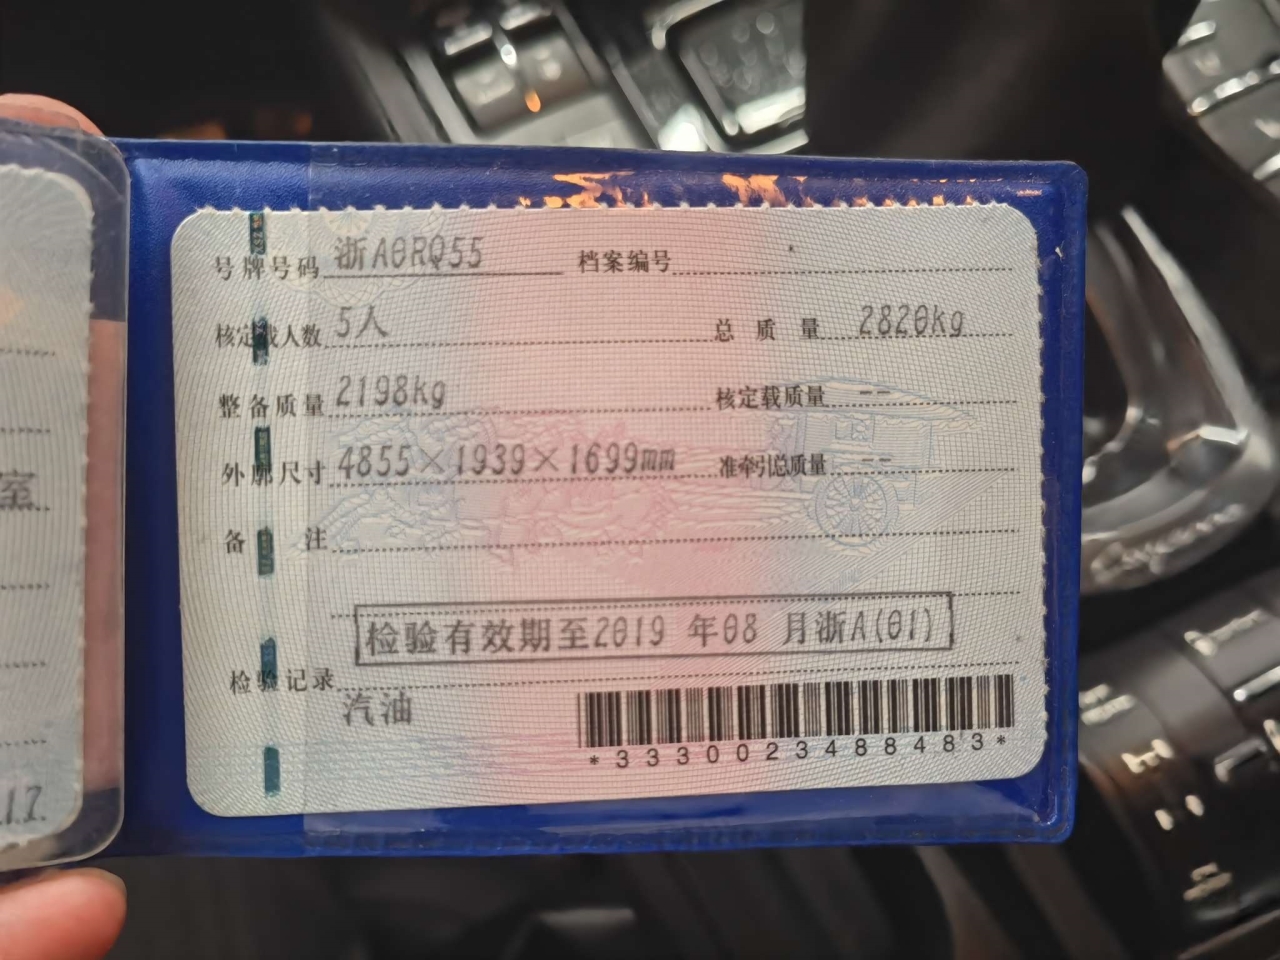 号牌号码 浙A0RQ55 档案编号
核定载人数 5人 总质量 2820kg
整备质量 2198kg 核定载质量 --
外廓尺寸 4855×1939×1699mm 准牵引总质量 --
备注
检验有效期至2019年08月浙A(01)
检验记录
汽油
*3330023488483*
室
Cayenne